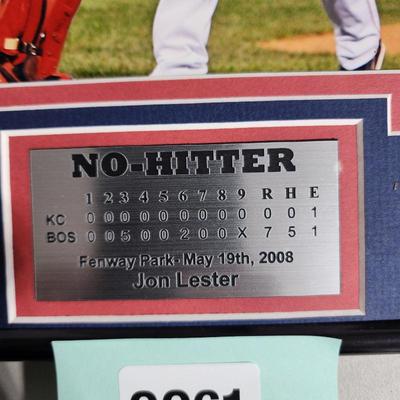 NO-HITTER
1 2 3 4 5 6 7 8 9 R H E
KC 0 0 0 0 0 0 0 0 0 0 0 1
BOS 0 0 5 0 0 2 0 0 X 7 5 1
Fenway Park - May 19th, 2008
Jon Lester